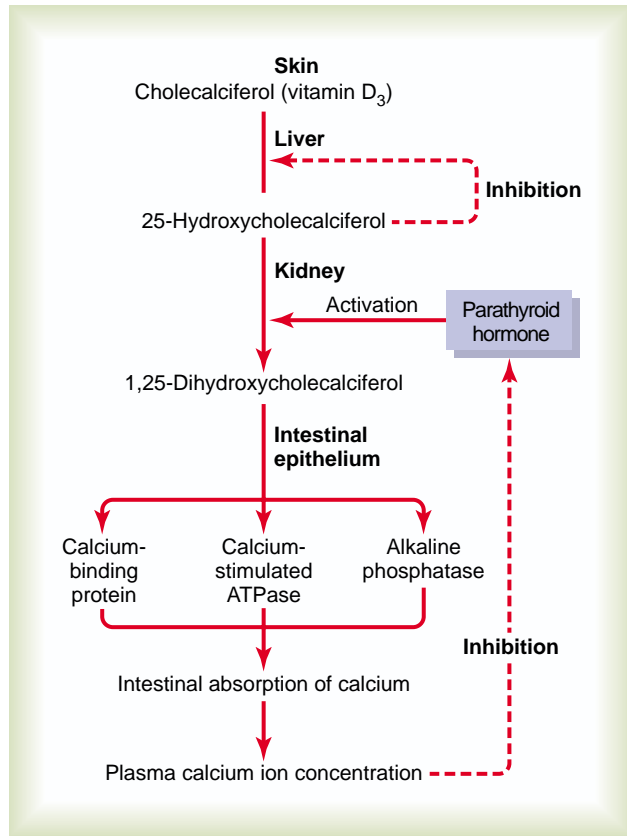 Skin
Cholecalciferol (vitamin D3)
Liver
Inhibition
25-Hydroxycholecalciferol
Kidney
Activation
Parathyroid
hormone
1,25-Dihydroxycholecalciferol
Intestinal
epithelium
Calcium-
binding
protein
Calcium-
stimulated
ATPase
Alkaline
phosphatase
Inhibition
Intestinal absorption of calcium
Plasma calcium ion concentration